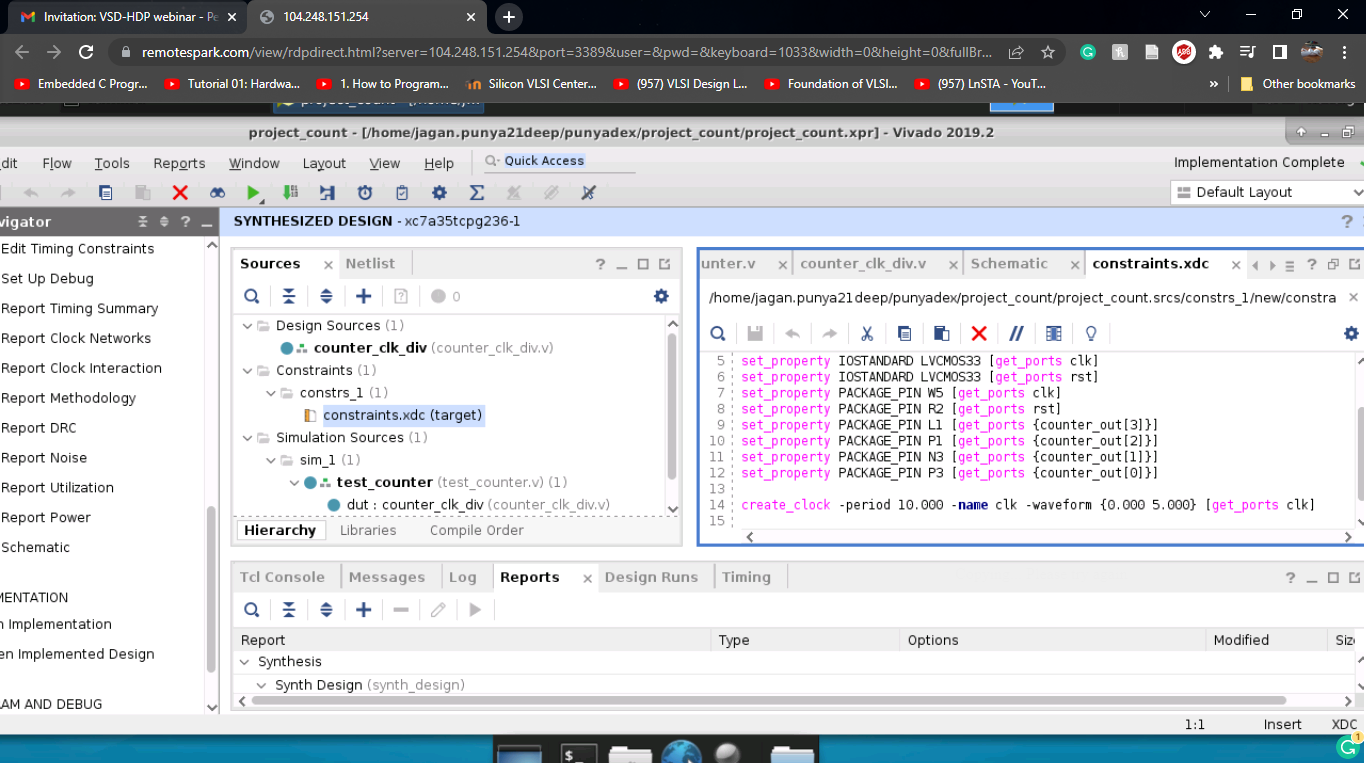 Invitation: VSD-HDP webinar - Pe
104.248.151.254
remotespark.com/view/rdpdirect.html?server=104.248.151.254&port=3389&user=&pwd=&keyboard=1033&width=0&height=0&fullBr...
Embedded C Progr...
Tutorial 01: Hardwa...
1. How to Program...
Silicon VLSI Center...
(957) VLSI Design L...
Foundation of VLSI...
(957) LnSTA - YouT...
»
Other bookmarks
project_count - [/home/jagan.punya21deep/punyadex/project_count/project_count.xpr] - Vivado 2019.2
dit Flow Tools Reports Window Layout View Help Quick Access
Implementation Complete
Default Layout
vigator
SYNTHESIZED DESIGN - xc7a35tcpg236-1
Edit Timing Constraints
Set Up Debug
Report Timing Summary
Report Clock Networks
Report Clock Interaction
Report Methodology
Report DRC
Report Noise
Report Utilization
Report Power
Schematic
MENTATION
n Implementation
en Implemented Design
AM AND DEBUG
Sources
Netlist
0
Design Sources (1)
counter_clk_div (counter_clk_div.v)
Constraints (1)
constrs_1 (1)
constraints.xdc (target)
Simulation Sources (1)
sim_1 (1)
test_counter (test_counter.v) (1)
dut : counter_clk_div (counter_clk_div.v)
Hierarchy Libraries Compile Order
unter.v
counter_clk_div.v
Schematic
constraints.xdc
/home/jagan.punya21deep/punyadex/project_count/project_count.srcs/constrs_1/new/constra
5 set_property IOSTANDARD LVCMOS33 [get_ports clk]
6 set_property IOSTANDARD LVCMOS33 [get_ports rst]
7 set_property PACKAGE_PIN W5 [get_ports clk]
8 set_property PACKAGE_PIN R2 [get_ports rst]
9 set_property PACKAGE_PIN L1 [get_ports {counter_out[3]}]
10 set_property PACKAGE_PIN P1 [get_ports {counter_out[2]}]
11 set_property PACKAGE_PIN N3 [get_ports {counter_out[1]}]
12 set_property PACKAGE_PIN P3 [get_ports {counter_out[0]}]
13
14 create_clock -period 10.000 -name clk -waveform {0.000 5.000} [get_ports clk]
15
Tcl Console Messages Log Reports Design Runs Timing
Report Type Options Modified Siz
Synthesis
Synth Design (synth_design)
1:1 Insert XDC
1